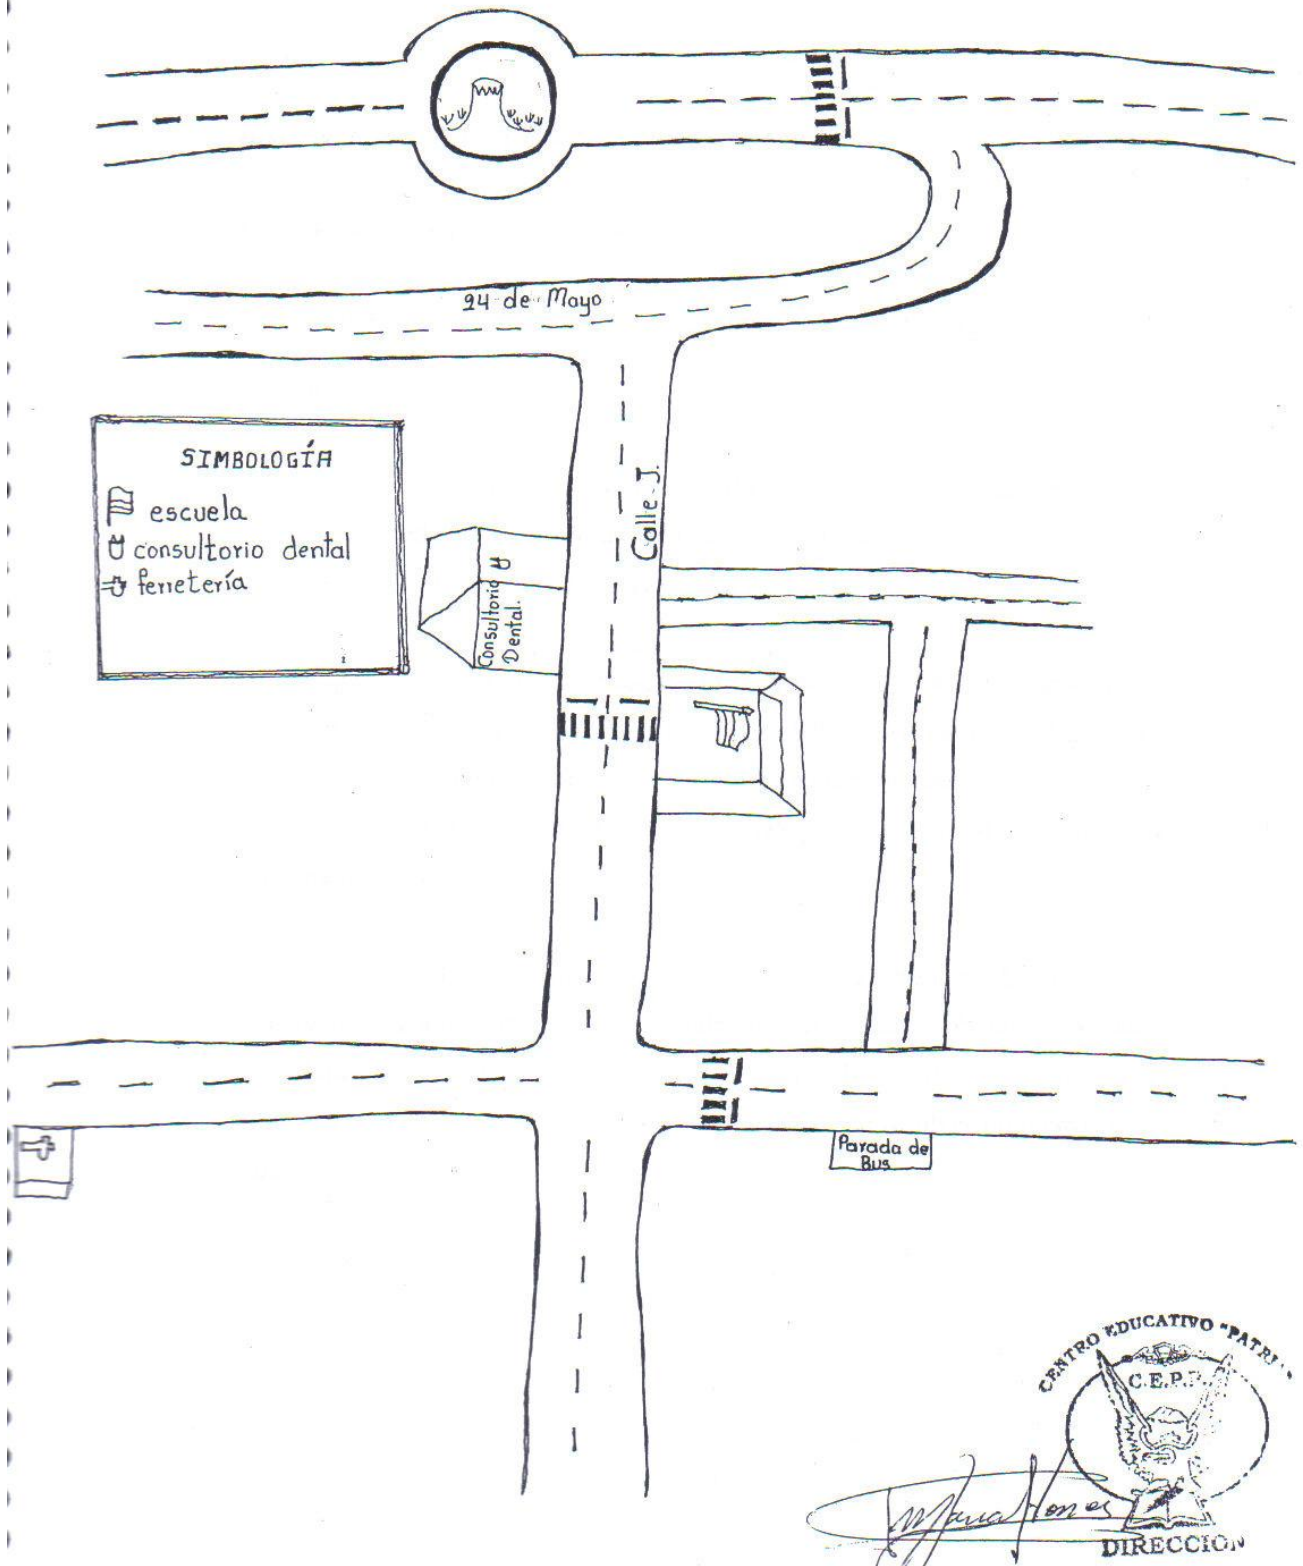 24 de Mayo
SIMBOLOGÍA
escuela
consultorio dental
ferretería
Calle J.
Consultorio
Dental.
Parada de
Bus
CENTRO EDUCATIVO "PATRI
C.E.P.P.
DIRECCION